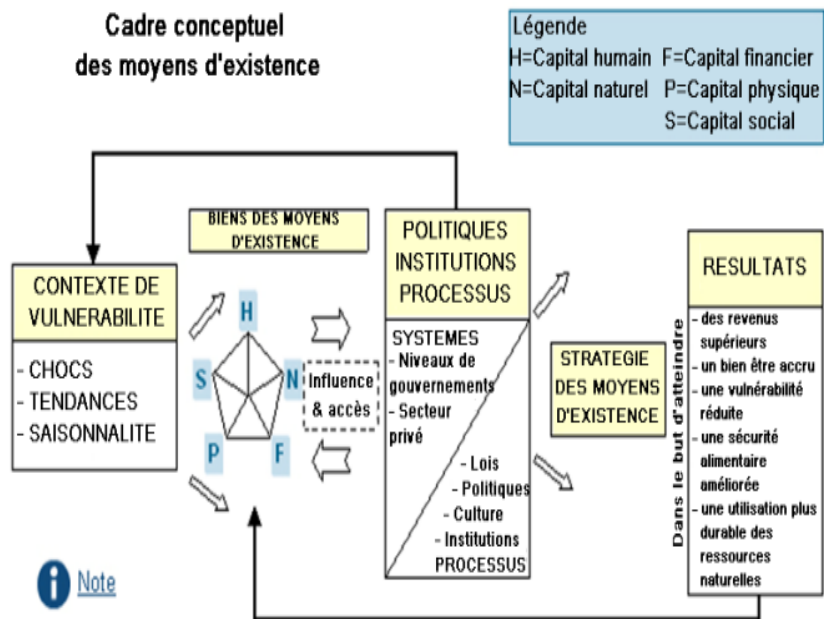 Cadre conceptuel
des moyens d'existence
Légende
H=Capital humain F=Capital financier
N=Capital naturel P=Capital physique
S=Capital social
CONTEXTE DE
VULNERABILITE
- CHOCS
- TENDANCES
- SAISONNALITE
BIENS DES MOYENS
D'EXISTENCE
H
S
N
P
F
Influence
& accès
POLITIQUES
INSTITUTIONS
PROCESSUS
SYSTEMES
- Niveaux de
gouvernements
- Secteur
privé
- Lois
- Politiques
- Culture
- Institutions
PROCESSUS
STRATEGIE
DES MOYENS
D'EXISTENCE
Dans le but d'atteindre
RESULTATS
- des revenus
supérieurs
- un bien être accru
- une vulnérabilité
réduite
- une sécurité
alimentaire
améliorée
- une utilisation plus
durable des
ressources
naturelles
i Note